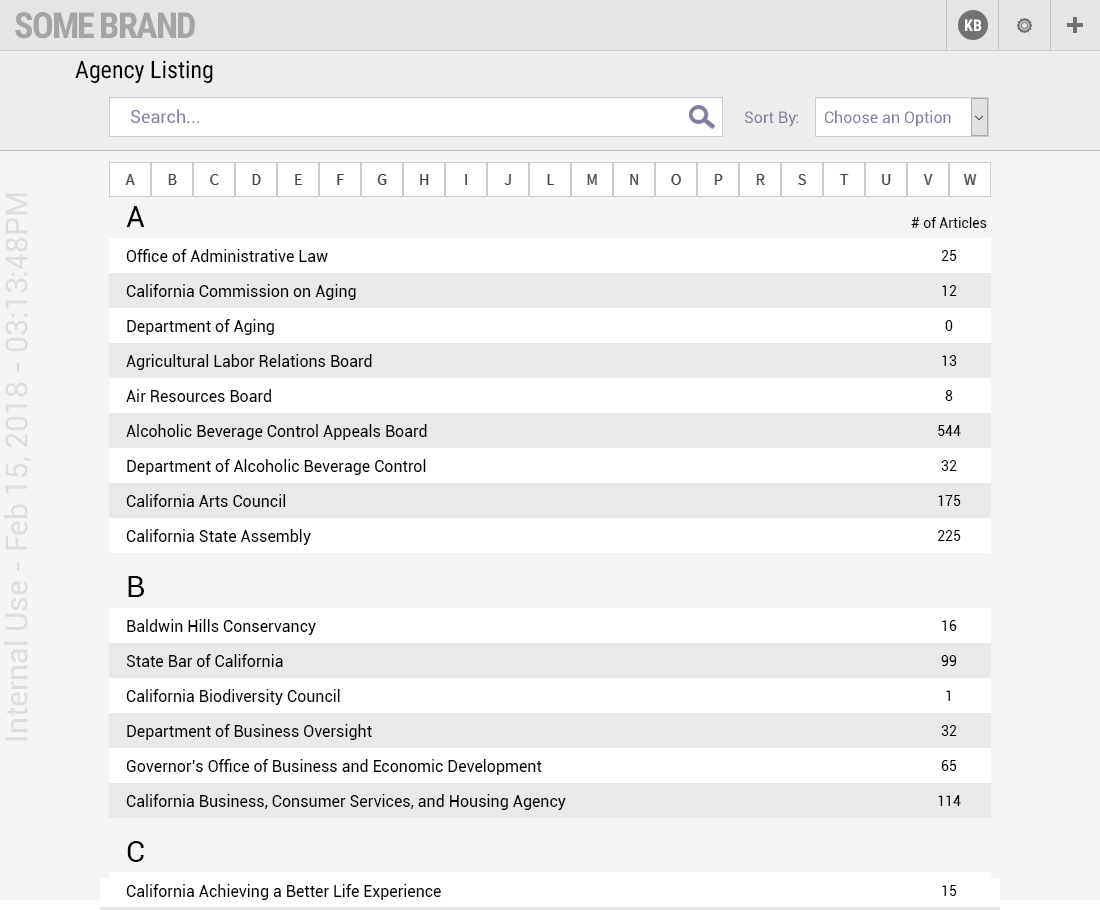 SOME BRAND
KB
Agency Listing
Search...
Sort By:
Choose an Option
A B C D E F G H I J L M N O P R S T U V W
A
# of Articles
Office of Administrative Law 25
California Commission on Aging 12
Department of Aging 0
Agricultural Labor Relations Board 13
Air Resources Board 8
Alcoholic Beverage Control Appeals Board 544
Department of Alcoholic Beverage Control 32
California Arts Council 175
California State Assembly 225
B
Baldwin Hills Conservancy 16
State Bar of California 99
California Biodiversity Council 1
Department of Business Oversight 32
Governor's Office of Business and Economic Development 65
California Business, Consumer Services, and Housing Agency 114
C
California Achieving a Better Life Experience 15
Internal Use - Feb 15, 2018 - 03:13:48PM